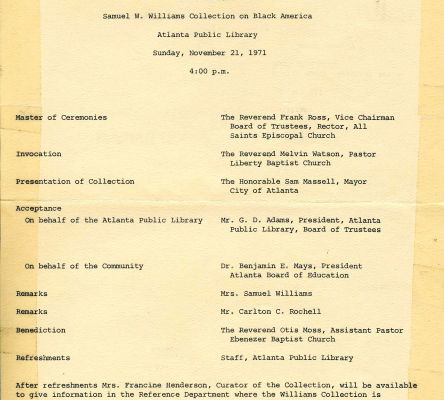 Samuel W. Williams Collection on Black America
Atlanta Public Library
Sunday, November 21, 1971
4:00 p.m.
Master of Ceremonies The Reverend Frank Ross, Vice Chairman
Board of Trustees, Rector, All
Saints Episcopal Church
Invocation The Reverend Melvin Watson, Pastor
Liberty Baptist Church
Presentation of Collection The Honorable Sam Massell, Mayor
City of Atlanta
Acceptance
On behalf of the Atlanta Public Library Mr. G. D. Adams, President, Atlanta
Public Library, Board of Trustees
On behalf of the Community Dr. Benjamin E. Mays, President
Atlanta Board of Education
Remarks Mrs. Samuel Williams
Remarks Mr. Carlton C. Rochell
Benediction The Reverend Otis Moss, Assistant Pastor
Ebenezer Baptist Church
Refreshments Staff, Atlanta Public Library
After refreshments Mrs. Francine Henderson, Curator of the Collection, will be available
to give information in the Reference Department where the Williams Collection is